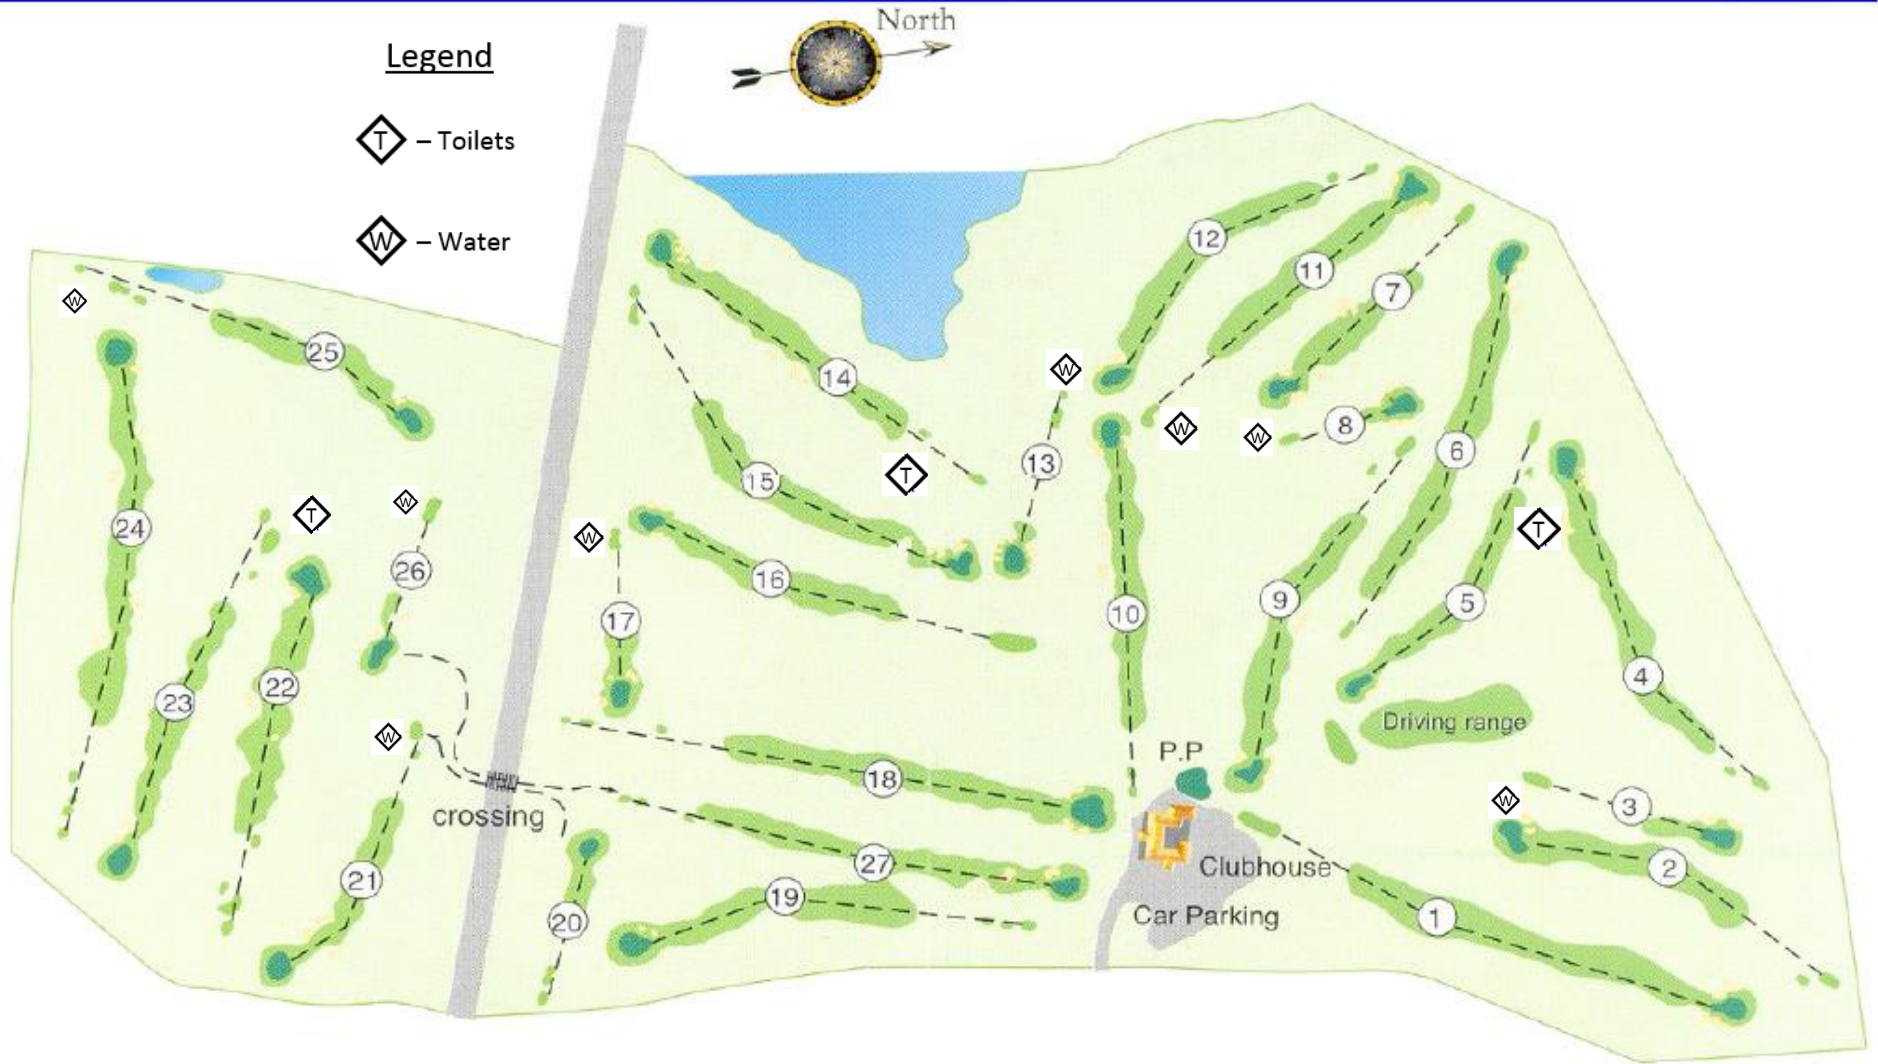 North
Legend
T – Toilets
W – Water
12
11
7
W
25
14
W
13
W
W
8
6
24
T
W
15
T
W
16
26
17
10
9
5
T
4
23
22
Driving range
W
18
P.P
W
3
crossing
27
Clubhouse
2
21
19
20
Car Parking
1